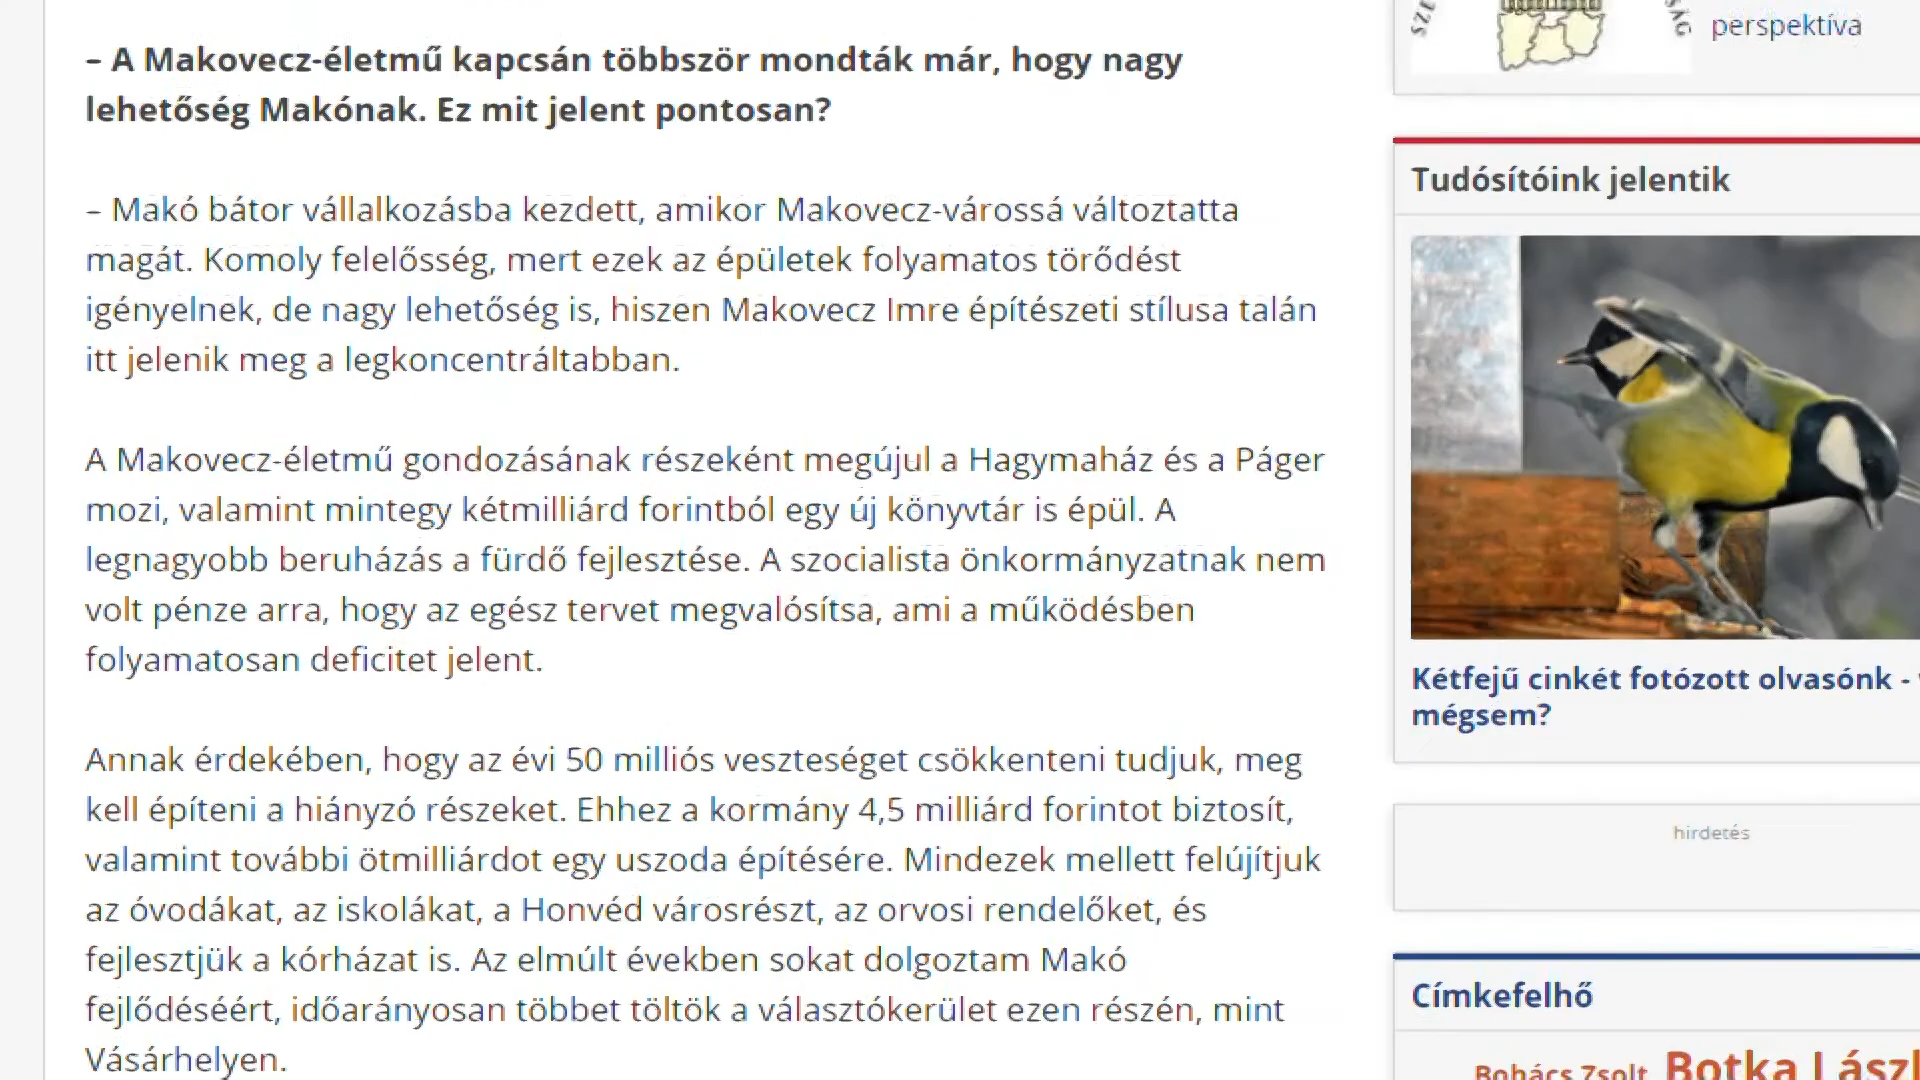 – A Makovecz-életmű kapcsán többször mondták már, hogy nagy
lehetőség Makónak. Ez mit jelent pontosan?
– Makó bátor vállalkozásba kezdett, amikor Makovecz-várossá változtatta
magát. Komoly felelősség, mert ezek az épületek folyamatos törődést
igényelnek, de nagy lehetőség is, hiszen Makovecz Imre építészeti stílusa talán
itt jelenik meg a legkoncentráltabban.
A Makovecz-életmű gondozásának részeként megújul a Hagymaház és a Páger
mozi, valamint mintegy kétmilliárd forintból egy új könyvtár is épül. A
legnagyobb beruházás a fürdő fejlesztése. A szocialista önkormányzatnak nem
volt pénze arra, hogy az egész tervet megvalósítsa, ami a működésben
folyamatosan deficitet jelent.
Annak érdekében, hogy az évi 50 milliós veszteséget csökkenteni tudjuk, meg
kell építeni a hiányzó részeket. Ehhez a kormány 4,5 milliárd forintot biztosít,
valamint további ötmilliárdot egy uszoda építésére. Mindezek mellett felújítjuk
az óvodákat, az iskolákat, a Honvéd városrészt, az orvosi rendelőket, és
fejlesztjük a kórházat is. Az elmúlt években sokat dolgoztam Makó
fejlődéséért, időarányosan többet töltök a választókerület ezen részén, mint
Vásárhelyen.
perspektíva
Tudósítóink jelentik
Kétfejű cinkét fotózott olvasónk -
mégsem?
hirdetés
Címkefelhő
Bohács Zsolt Botka Lászl